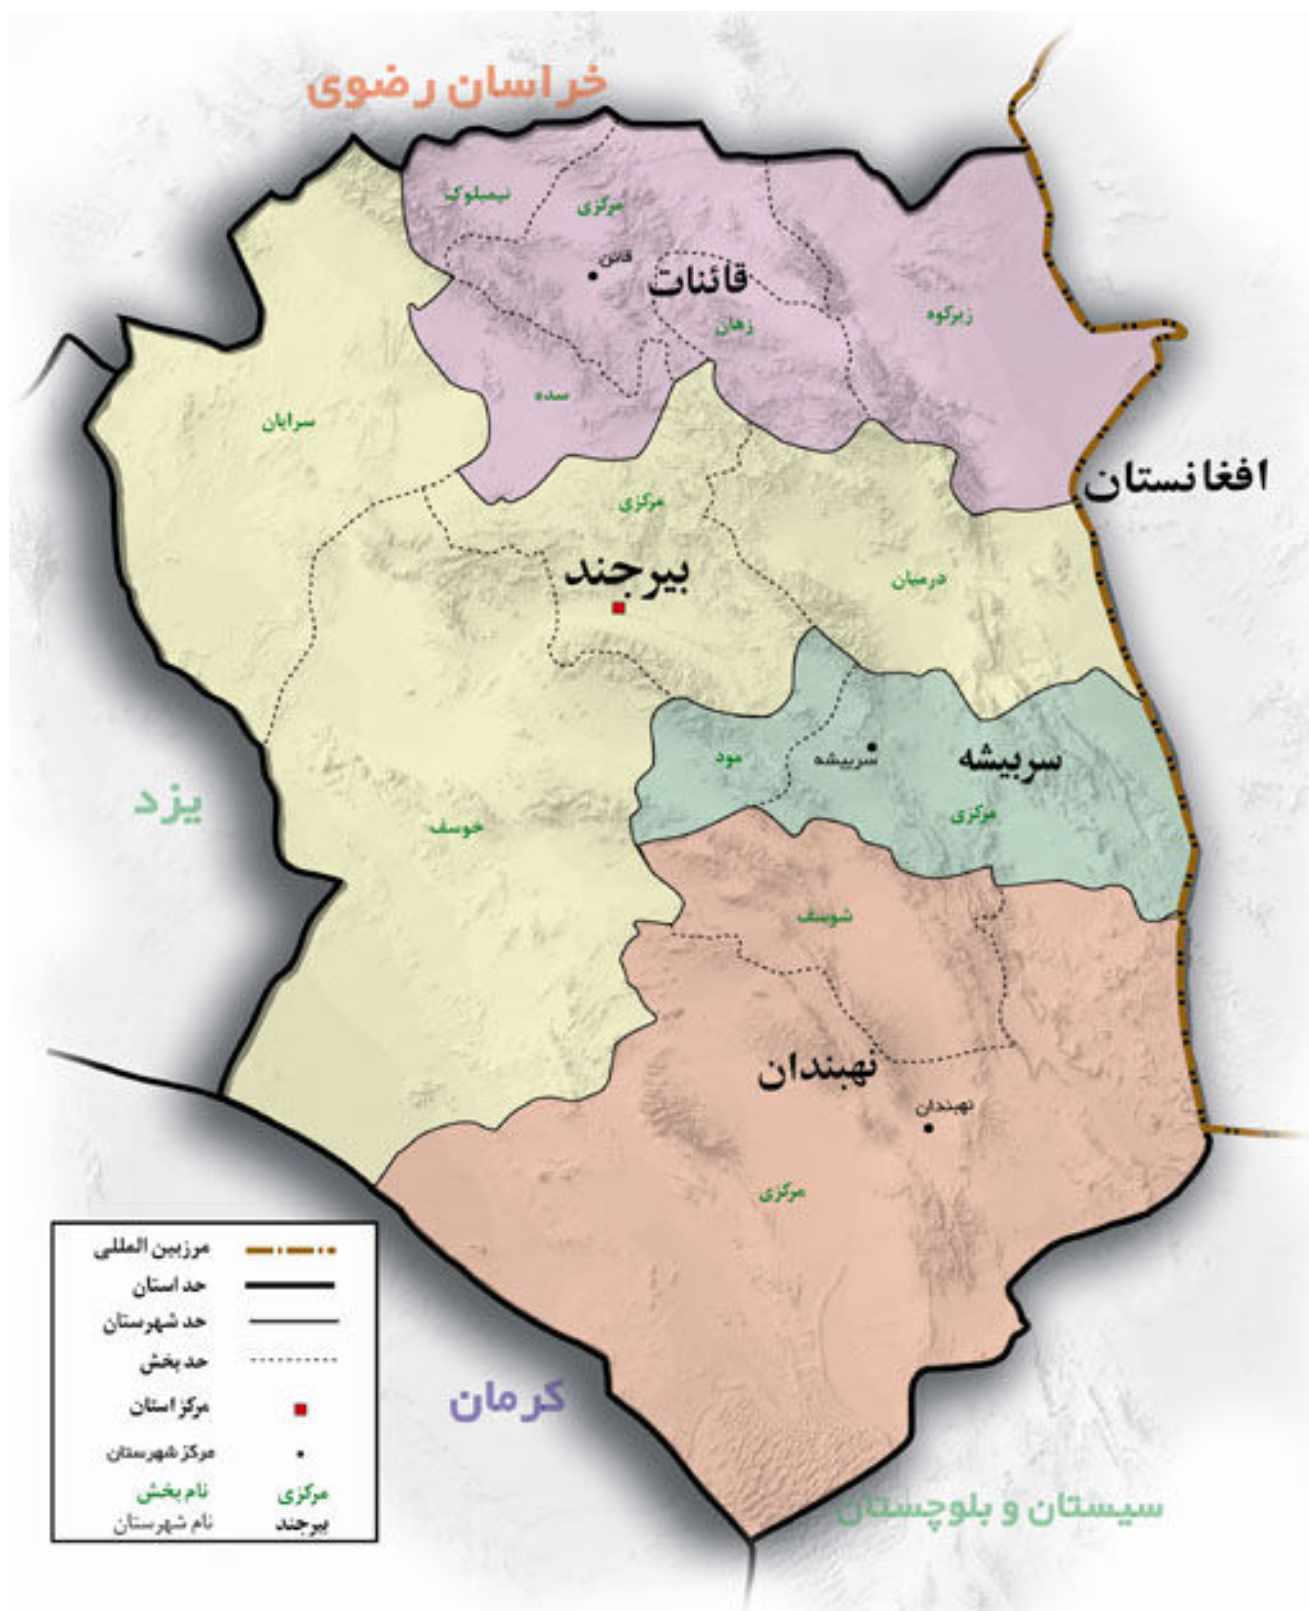 خراسان رضوی
نیمبلوک
مرکزی
قائن
قائنات
زهان
زیرکوه
سده
سرایان
افغانستان
مرکزی
بیرجند
درمیان
مود
سربیشه
سربیشه
مرکزی
یزد
خوسف
شوسف
نهبندان
نهبندان
مرکزی
مرزبین المللی
حد استان
حد شهرستان
حد بخش
مرکز استان
مرکز شهرستان
مرکزی نام بخش
بیرجند نام شهرستان
کرمان
سیستان و بلوچستان